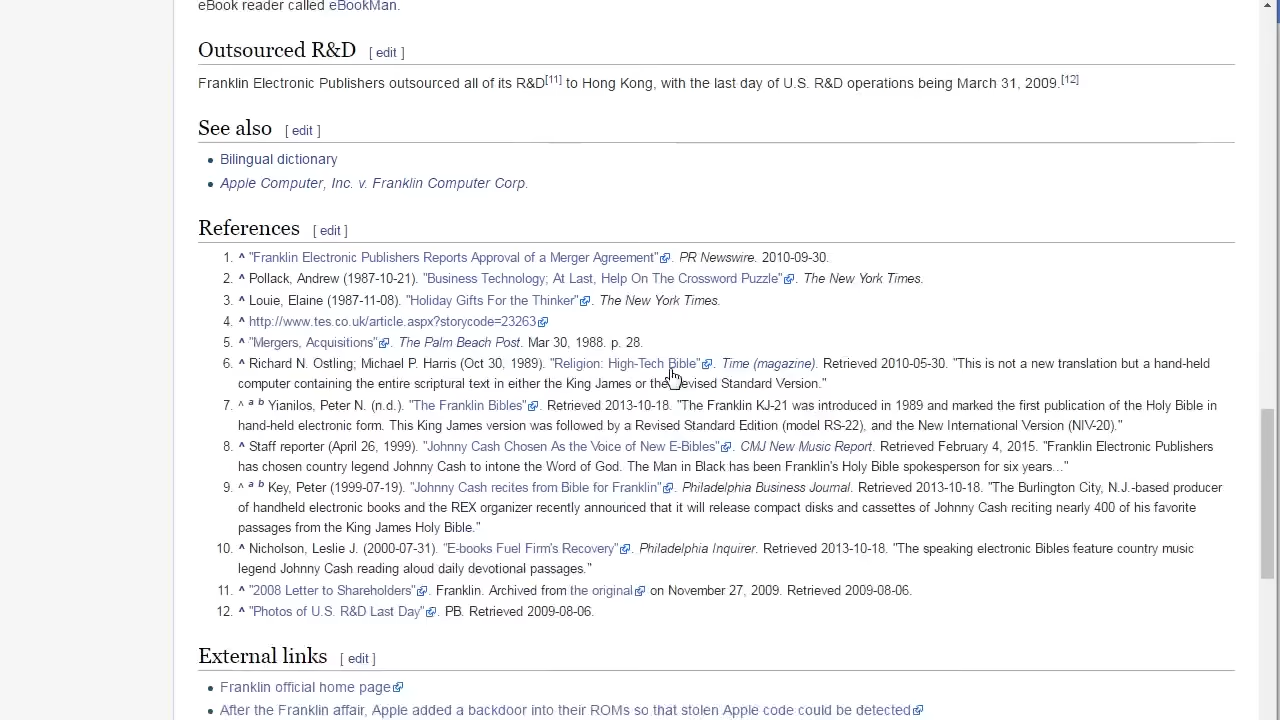 eBook reader called eBookMan.
Outsourced R&D [ edit ]
Franklin Electronic Publishers outsourced all of its R&D[11] to Hong Kong, with the last day of U.S. R&D operations being March 31, 2009.[12]
See also [ edit ]
Bilingual dictionary
Apple Computer, Inc. v. Franklin Computer Corp.
References [ edit ]
1. ^ "Franklin Electronic Publishers Reports Approval of a Merger Agreement". PR Newswire. 2010-09-30.
2. ^ Pollack, Andrew (1987-10-21). "Business Technology; At Last, Help On The Crossword Puzzle". The New York Times.
3. ^ Louie, Elaine (1987-11-08). "Holiday Gifts For the Thinker". The New York Times.
4. ^ http://www.tes.co.uk/article.aspx?storycode=23263
5. ^ "Mergers, Acquisitions". The Palm Beach Post. Mar 30, 1988. p. 28.
6. ^ Richard N. Ostling; Michael P. Harris (Oct 30, 1989). "Religion: High-Tech Bible". Time (magazine). Retrieved 2010-05-30. "This is not a new translation but a hand-held
computer containing the entire scriptural text in either the King James or the Revised Standard Version."
7. ^ a b Yianilos, Peter N. (n.d.). "The Franklin Bibles". Retrieved 2013-10-18. "The Franklin KJ-21 was introduced in 1989 and marked the first publication of the Holy Bible in
hand-held electronic form. This King James version was followed by a Revised Standard Edition (model RS-22), and the New International Version (NIV-20)."
8. ^ Staff reporter (April 26, 1999). "Johnny Cash Chosen As the Voice of New E-Bibles". CMJ New Music Report. Retrieved February 4, 2015. "Franklin Electronic Publishers
has chosen country legend Johnny Cash to intone the Word of God. The Man in Black has been Franklin's Holy Bible spokesperson for six years..."
9. ^ a b Key, Peter (1999-07-19). "Johnny Cash recites from Bible for Franklin". Philadelphia Business Journal. Retrieved 2013-10-18. "The Burlington City, N.J.-based producer
of handheld electronic books and the REX organizer recently announced that it will release compact disks and cassettes of Johnny Cash reciting nearly 400 of his favorite
passages from the King James Holy Bible."
10. ^ Nicholson, Leslie J. (2000-07-31). "E-books Fuel Firm's Recovery". Philadelphia Inquirer. Retrieved 2013-10-18. "The speaking electronic Bibles feature country music
legend Johnny Cash reading aloud daily devotional passages."
11. ^ "2008 Letter to Shareholders". Franklin. Archived from the original on November 27, 2009. Retrieved 2009-08-06.
12. ^ "Photos of U.S. R&D Last Day". PB. Retrieved 2009-08-06.
External links [ edit ]
Franklin official home page
After the Franklin affair, Apple added a backdoor into their ROMs so that stolen Apple code could be detected